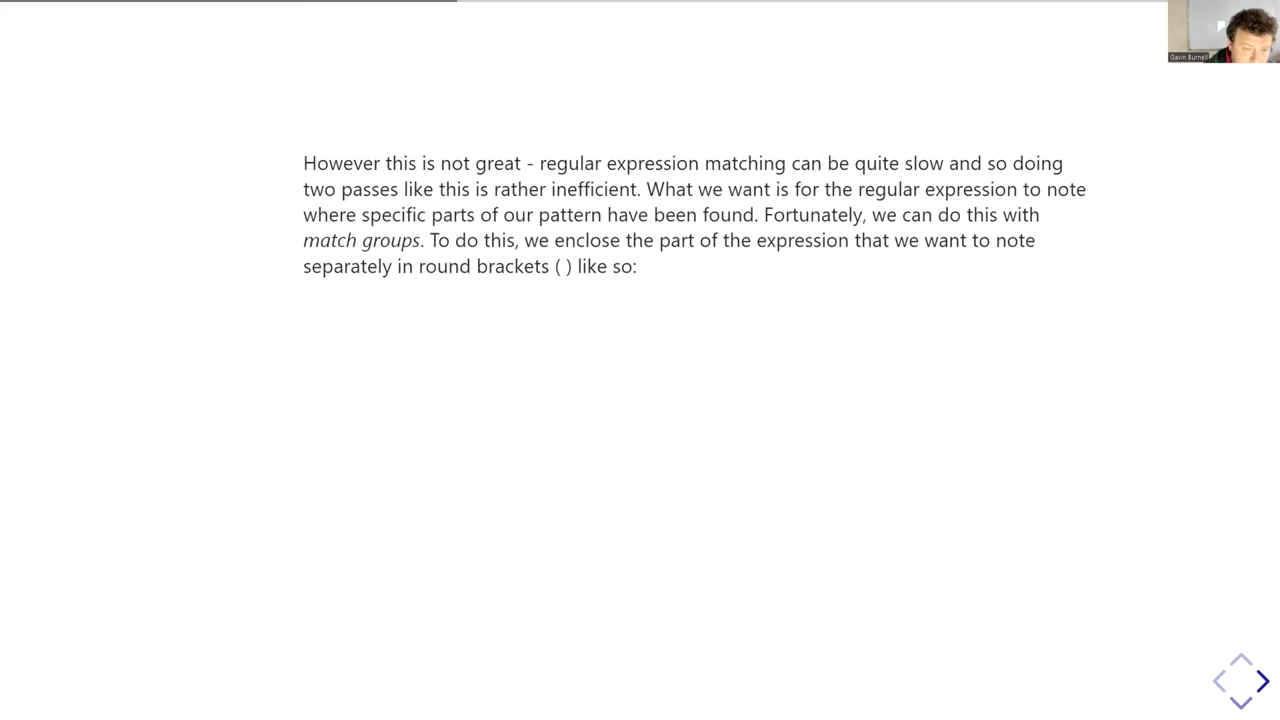 Gavin Burnell
However this is not great - regular expression matching can be quite slow and so doing
two passes like this is rather inefficient. What we want is for the regular expression to note
where specific parts of our pattern have been found. Fortunately, we can do this with
match groups. To do this, we enclose the part of the expression that we want to note
separately in round brackets ( ) like so: